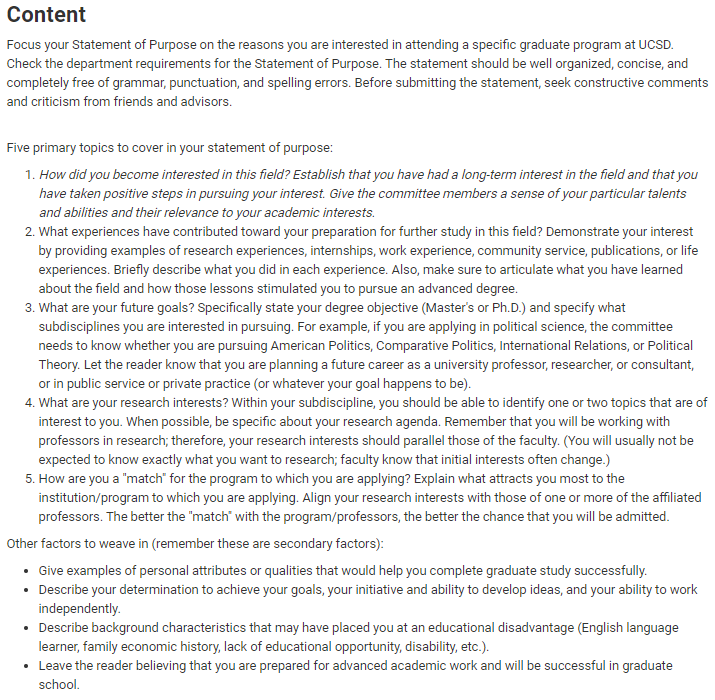 Content
Focus your Statement of Purpose on the reasons you are interested in attending a specific graduate program at UCSD.
Check the department requirements for the Statement of Purpose. The statement should be well organized, concise, and
completely free of grammar, punctuation, and spelling errors. Before submitting the statement, seek constructive comments
and criticism from friends and advisors.
Five primary topics to cover in your statement of purpose:
1. How did you become interested in this field? Establish that you have had a long-term interest in the field and that you
have taken positive steps in pursuing your interest. Give the committee members a sense of your particular talents
and abilities and their relevance to your academic interests.
2. What experiences have contributed toward your preparation for further study in this field? Demonstrate your interest
by providing examples of research experiences, internships, work experience, community service, publications, or life
experiences. Briefly describe what you did in each experience. Also, make sure to articulate what you have learned
about the field and how those lessons stimulated you to pursue an advanced degree.
3. What are your future goals? Specifically state your degree objective (Master's or Ph.D.) and specify what
subdisciplines you are interested in pursuing. For example, if you are applying in political science, the committee
needs to know whether you are pursuing American Politics, Comparative Politics, International Relations, or Political
Theory. Let the reader know that you are planning a future career as a university professor, researcher, or consultant,
or in public service or private practice (or whatever your goal happens to be).
4. What are your research interests? Within your subdiscipline, you should be able to identify one or two topics that are of
interest to you. When possible, be specific about your research agenda. Remember that you will be working with
professors in research; therefore, your research interests should parallel those of the faculty. (You will usually not be
expected to know exactly what you want to research; faculty know that initial interests often change.)
5. How are you a "match" for the program to which you are applying? Explain what attracts you most to the
institution/program to which you are applying. Align your research interests with those of one or more of the affiliated
professors. The better the "match" with the program/professors, the better the chance that you will be admitted.
Other factors to weave in (remember these are secondary factors):
• Give examples of personal attributes or qualities that would help you complete graduate study successfully.
• Describe your determination to achieve your goals, your initiative and ability to develop ideas, and your ability to work
independently.
• Describe background characteristics that may have placed you at an educational disadvantage (English language
learner, family economic history, lack of educational opportunity, disability, etc.).
• Leave the reader believing that you are prepared for advanced academic work and will be successful in graduate
school.